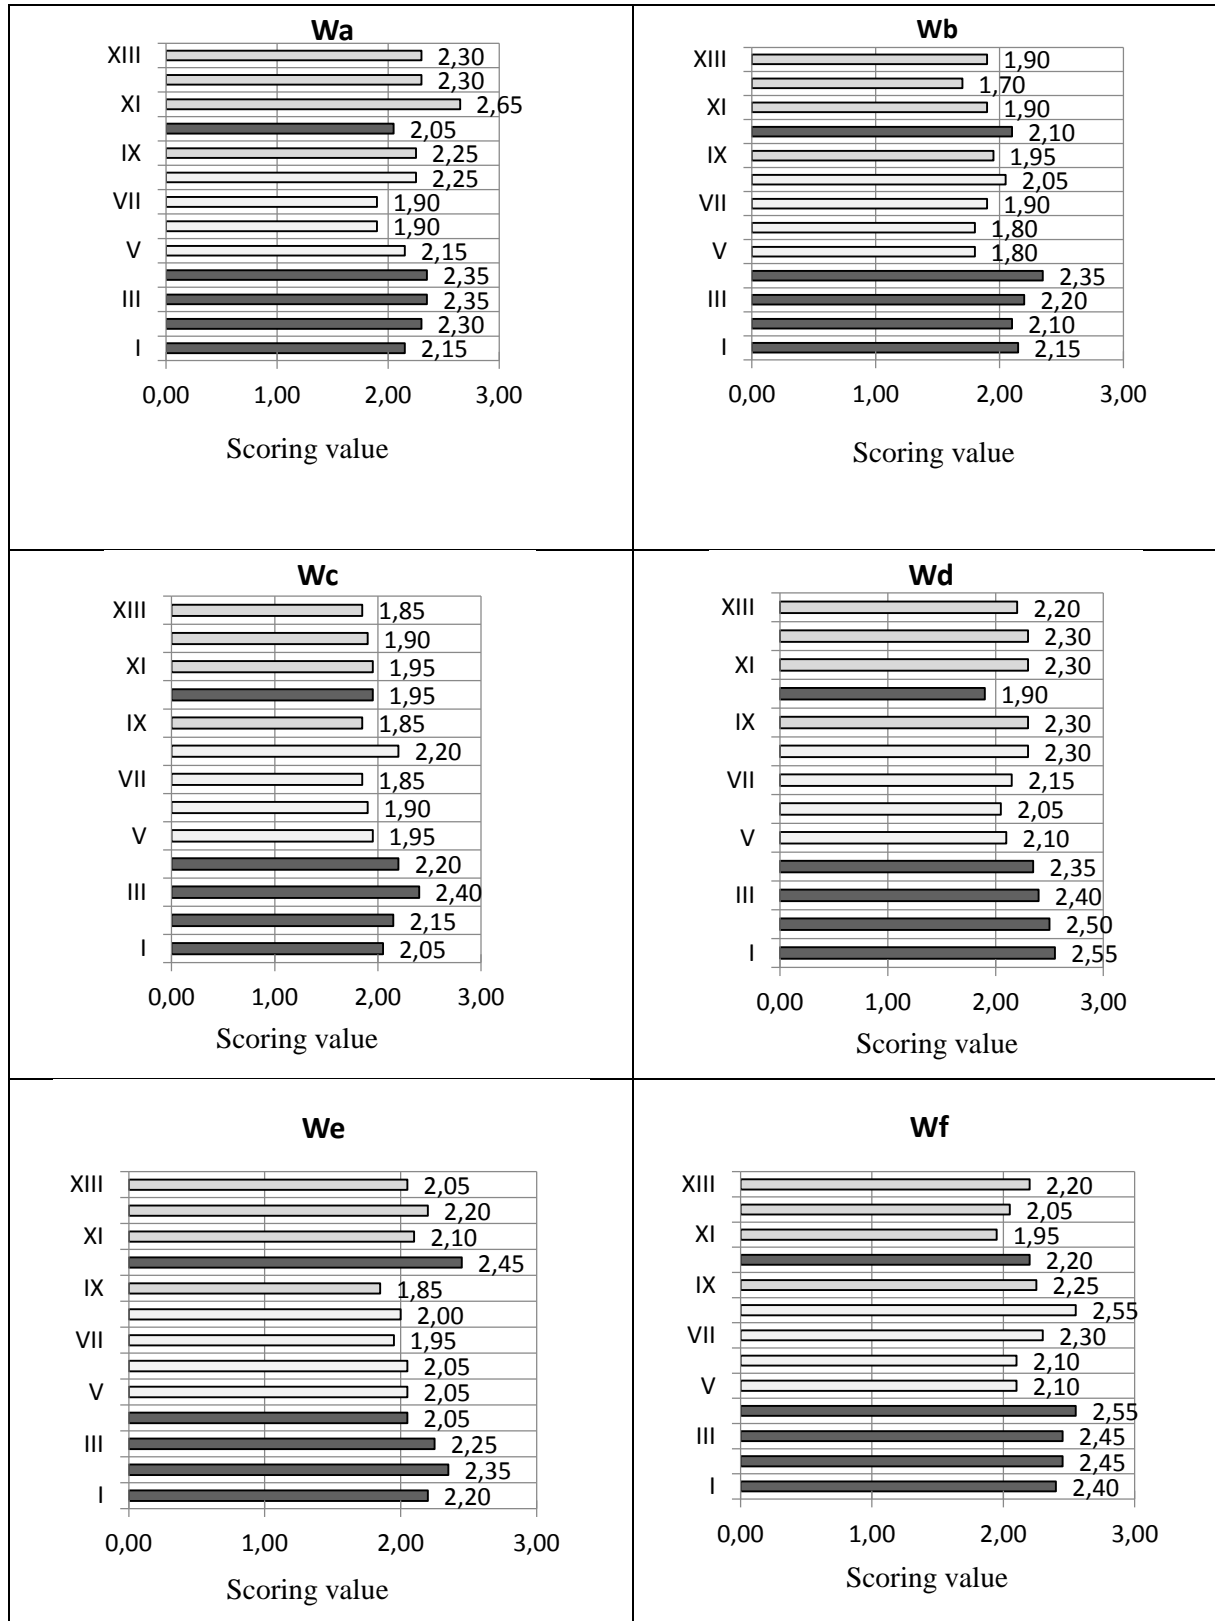 Wa
XIII 2,30
2,30
XI 2,65
2,05
IX 2,25
2,25
VII 1,90
1,90
V 2,15
2,35
III 2,35
2,30
I 2,15
0,00 1,00 2,00 3,00
Scoring value
Wb
XIII 1,90
1,70
XI 1,90
2,10
IX 1,95
2,05
VII 1,90
1,80
V 1,80
2,35
III 2,20
2,10
I 2,15
0,00 1,00 2,00 3,00
Scoring value
Wc
XIII 1,85
1,90
XI 1,95
1,95
IX 1,85
2,20
VII 1,85
1,90
V 1,95
2,20
III 2,40
2,15
I 2,05
0,00 1,00 2,00 3,00
Scoring value
Wd
XIII 2,20
2,30
XI 2,30
1,90
IX 2,30
2,30
VII 2,15
2,05
V 2,10
2,35
III 2,40
2,50
I 2,55
0,00 1,00 2,00 3,00
Scoring value
We
XIII 2,05
2,20
XI 2,10
2,45
IX 1,85
2,00
VII 1,95
2,05
V 2,05
2,05
III 2,25
2,35
I 2,20
0,00 1,00 2,00 3,00
Scoring value
Wf
XIII 2,20
2,05
XI 1,95
2,20
IX 2,25
2,55
VII 2,30
2,10
V 2,10
2,55
III 2,45
2,45
I 2,40
0,00 1,00 2,00 3,00
Scoring value